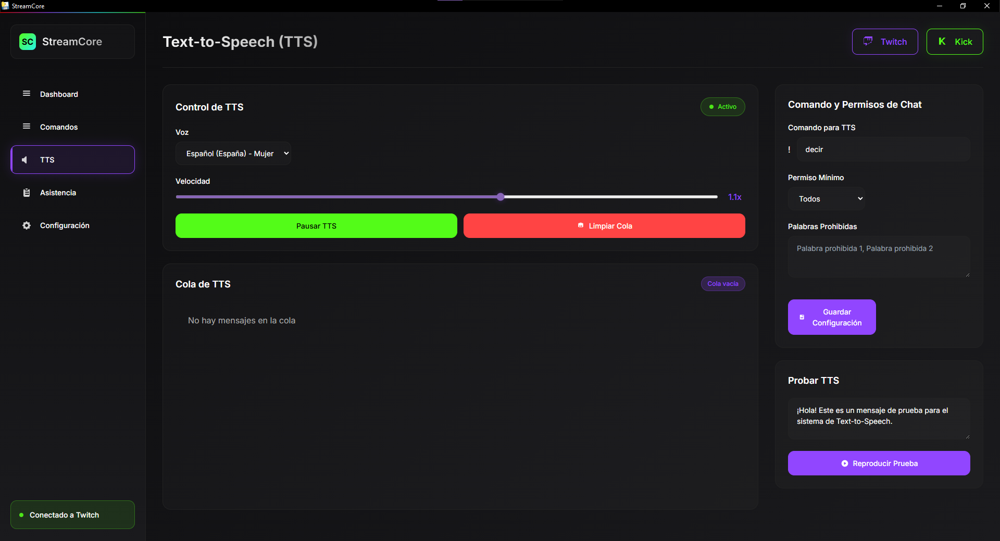 StreamCore
SC StreamCore
Dashboard
Comandos
TTS
Asistencia
Configuración
Conectado a Twitch
Text-to-Speech (TTS)
Twitch
K Kick
Control de TTS
Activo
Voz
Español (España) - Mujer
Velocidad
1.1x
Pausar TTS
Limpiar Cola
Cola de TTS
Cola vacía
No hay mensajes en la cola
Comando y Permisos de Chat
Comando para TTS
! decir
Permiso Mínimo
Todos
Palabras Prohibidas
Palabra prohibida 1, Palabra prohibida 2
Guardar
Configuración
Probar TTS
¡Hola! Este es un mensaje de prueba para el
sistema de Text-to-Speech.
Reproducir Prueba